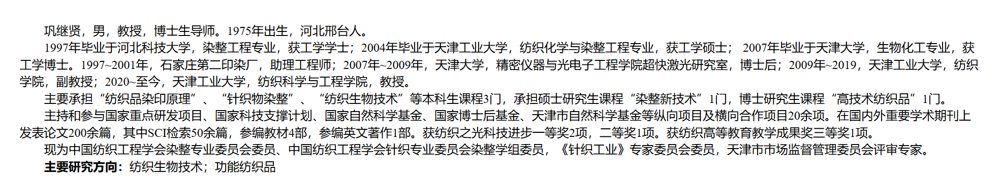 巩继贤，男，教授，博士生导师。1975年出生，河北邢台人。
1997年毕业于河北科技大学，染整工程专业，获工学学士；2004年毕业于天津工业大学，纺织化学与染整工程专业，获工学硕士； 2007年毕业于天津大学，生物化工专业，获
工学博士。1997~2001年，石家庄第二印染厂，助理工程师；2007年~2009年，天津大学，精密仪器与光电子工程学院超快激光研究室，博士后；2009年~2019，天津工业大学，纺织
学院，副教授；2020~至今，天津工业大学，纺织科学与工程学院，教授。
主要承担“纺织品染印原理”、“针织物染整”、“纺织生物技术”等本科生课程3门，承担硕士研究生课程“染整新技术”1门，博士研究生课程“高技术纺织品”1门。
主持和参与国家重点研发项目、国家科技支撑计划、国家自然科学基金、国家博士后基金、天津市自然科学基金等纵向项目及横向合作项目20余项。在国内外重要学术期刊上
发表论文200余篇，其中SCI检索50余篇，参编教材4部，参编英文著作1部。获纺织之光科技进步一等奖2项，二等奖1项。获纺织高等教育教学成果奖三等奖1项。
现为中国纺织工程学会染整专业委员会委员、中国纺织工程学会针织专业委员会染整学组委员，《针织工业》专家委员会委员，天津市市场监督管理委员会评审专家。
主要研究方向：纺织生物技术；功能纺织品